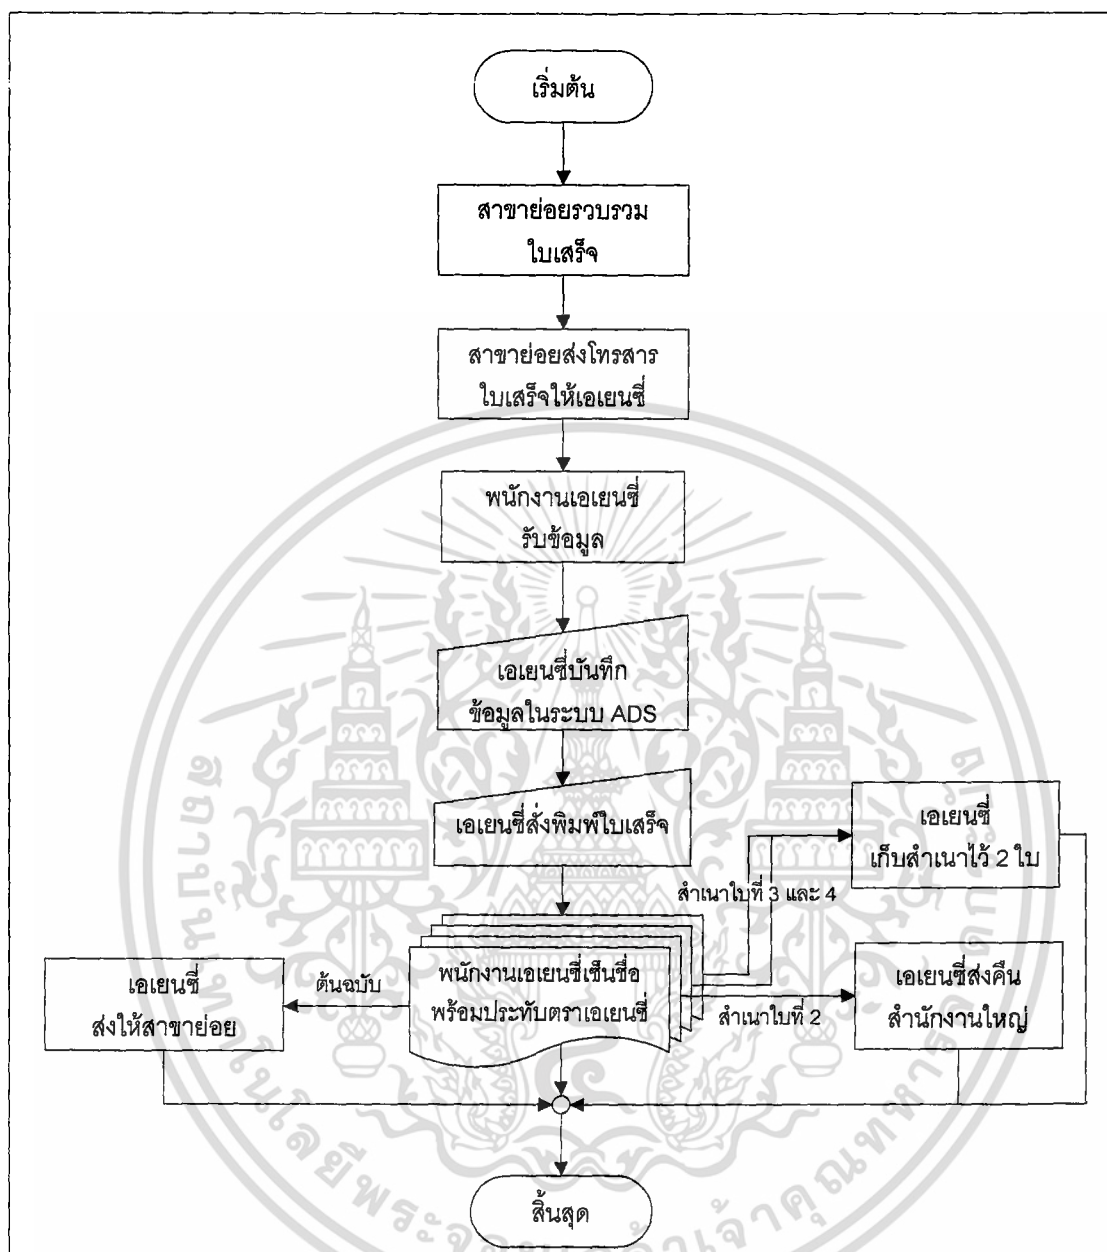 เริ่มต้น
สาขาย่อยรวบรวม
ใบเสร็จ
สาขาย่อยส่งโทรสาร
ใบเสร็จให้เอเยนซี่
พนักงานเอเยนซี่
รับข้อมูล
เอเยนซี่บันทึก
ข้อมูลในระบบ ADS
เอเยนซี่สั่งพิมพ์ใบเสร็จ
เอเยนซี่
เก็บสำเนาไว้ 2 ใบ
สำเนาใบที่ 3 และ 4
พนักงานเอเยนซี่เซ็นชื่อ
พร้อมประทับตราเอเยนซี่
ต้นฉบับ
เอเยนซี่
ส่งให้สาขาย่อย
สำเนาใบที่ 2
เอเยนซี่ส่งคืน
สำนักงานใหญ่
สิ้นสุด